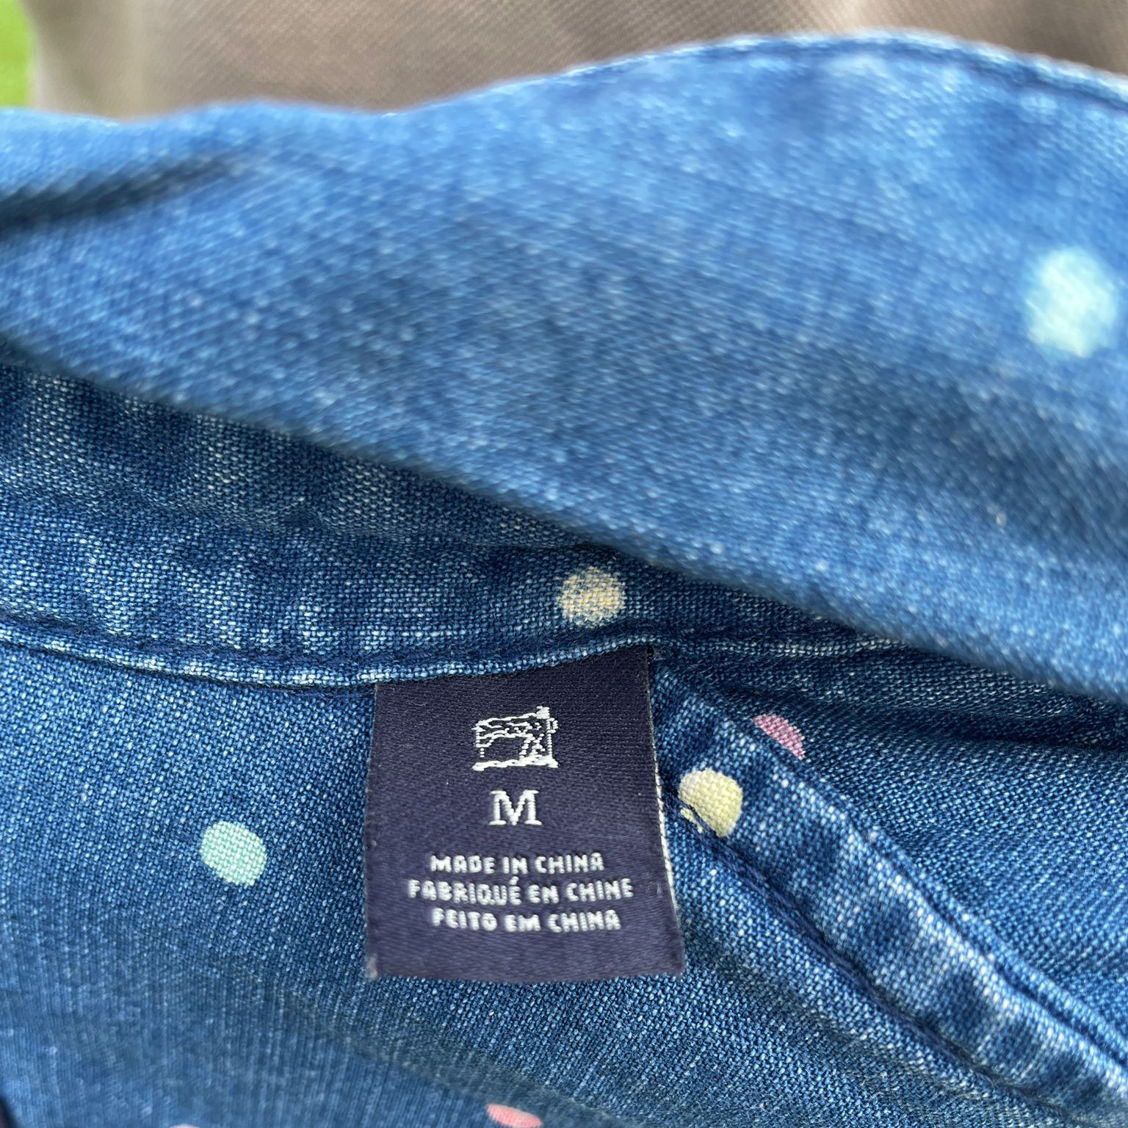 M
MADE IN CHINA
FABRIQUÉ EN CHINE
FEITO EM CHINA